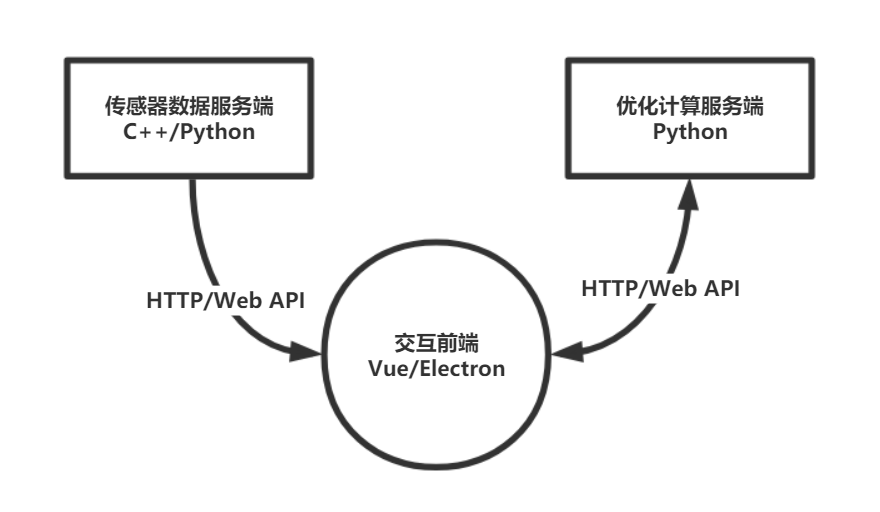 传感器数据服务端
C++/Python
优化计算服务端
Python
HTTP/Web API
HTTP/Web API
交互前端
Vue/Electron